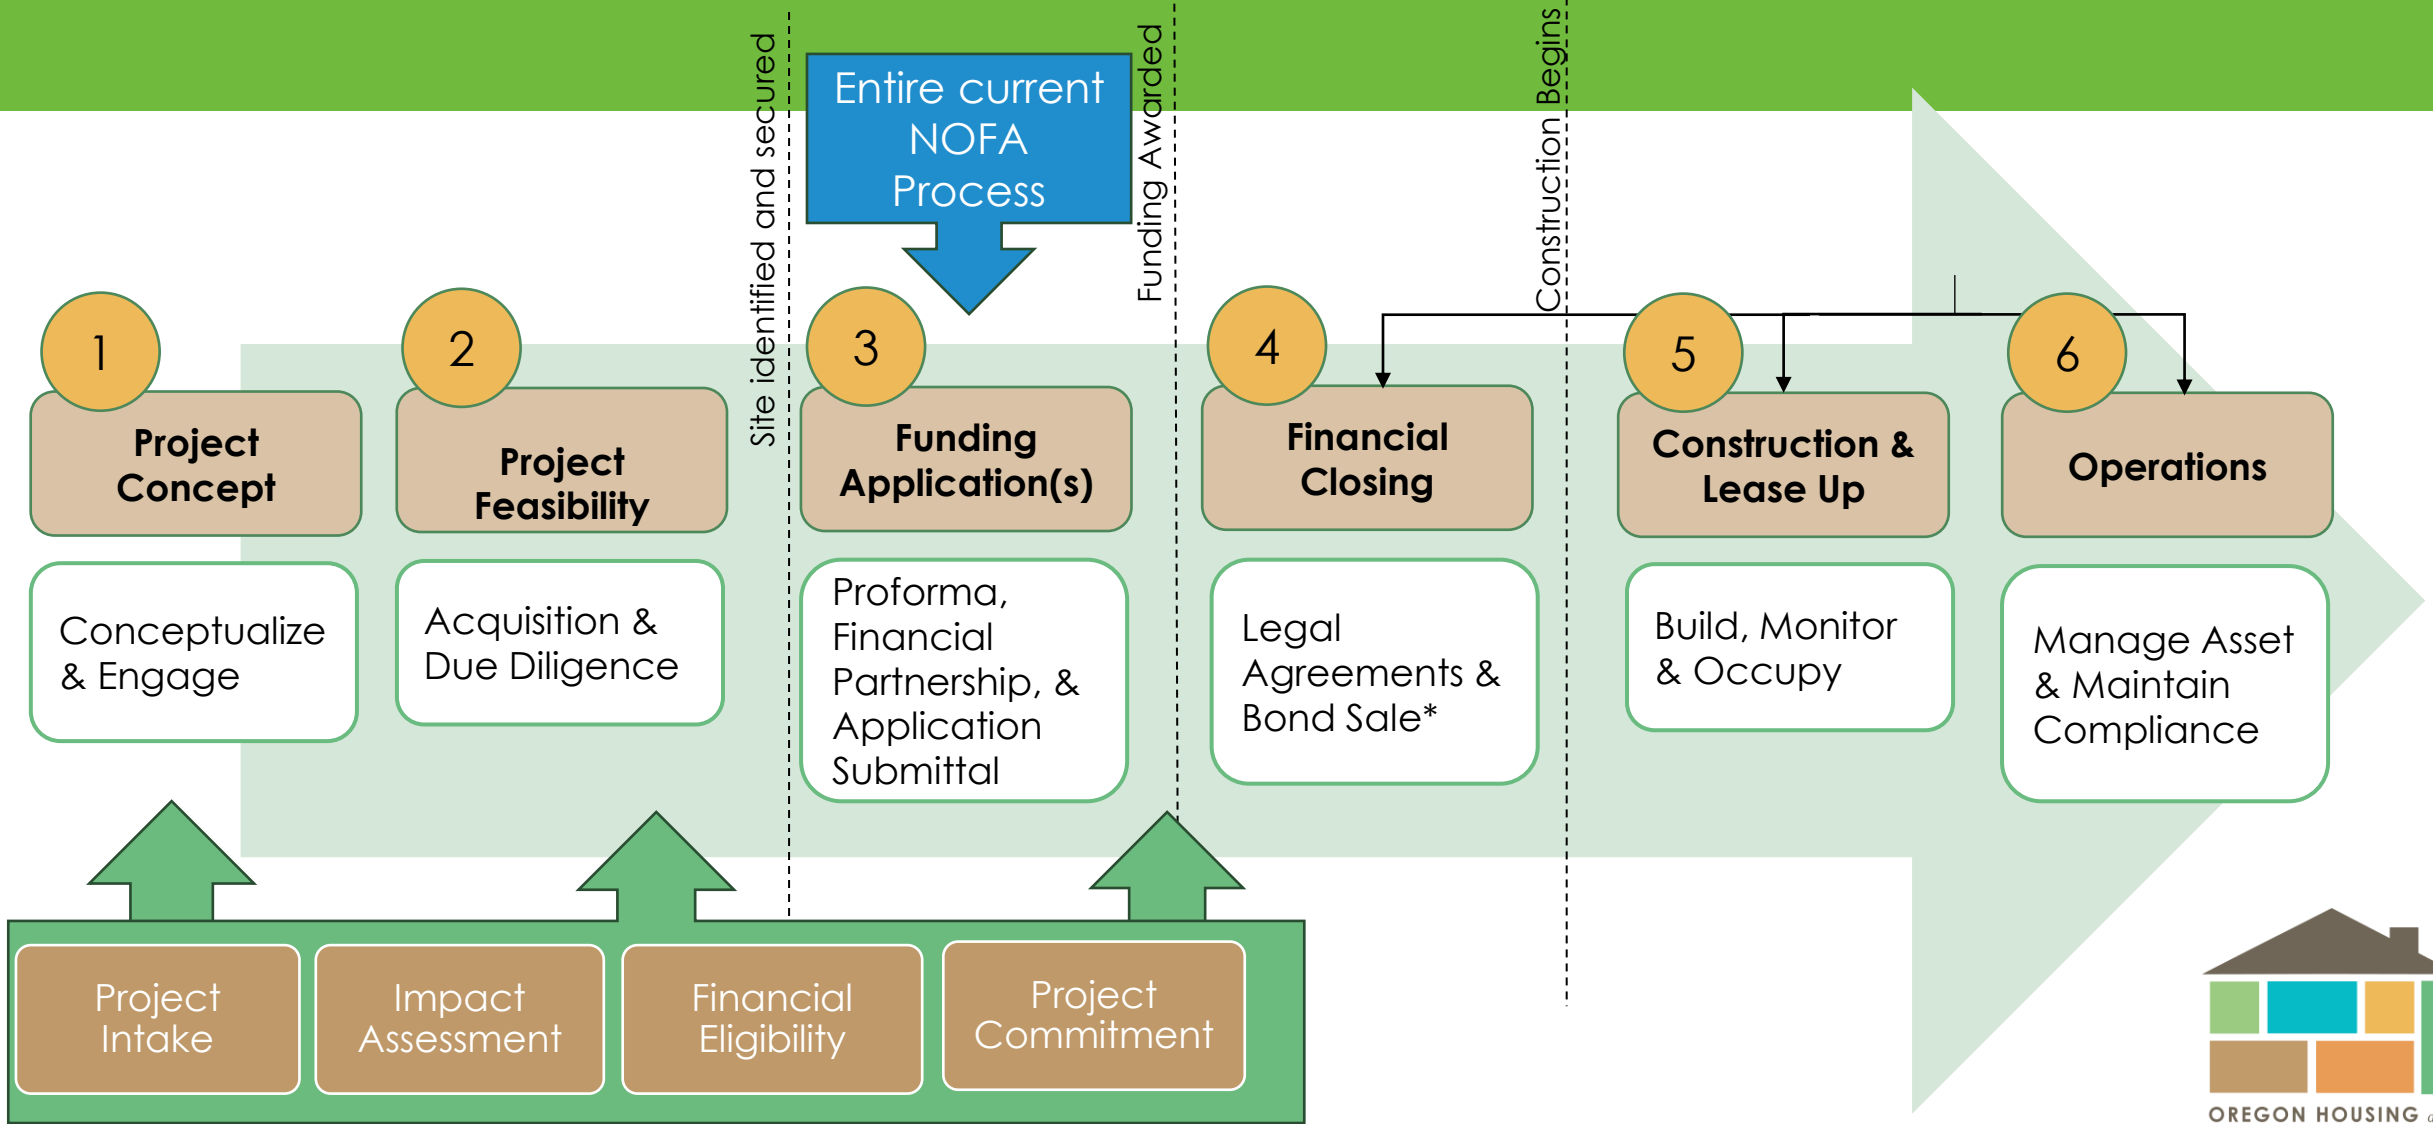 Site identified and secured
Entire current
NOFA
Process
Funding Awarded
Construction Begins
1
Project
Concept
2
Project
Feasibility
3
Funding
Application(s)
4
Financial
Closing
5
Construction &
Lease Up
6
Operations
Conceptualize
& Engage
Acquisition &
Due Diligence
Proforma,
Financial
Partnership, &
Application
Submittal
Legal
Agreements &
Bond Sale*
Build, Monitor
& Occupy
Manage Asset
& Maintain
Compliance
Project
Intake
Impact
Assessment
Financial
Eligibility
Project
Commitment
OREGON HOUSING